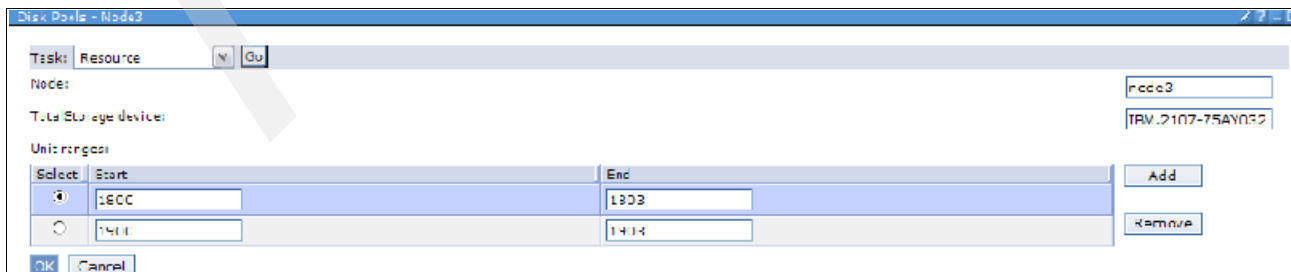 Disk Pools - Node3
Task: Resource Go
Node: node3
TotalStorage device: IBM.2107-75AY032
Unit ranges:
Select Start End Add
1800 1803
1900 1903 Remove
OK Cancel